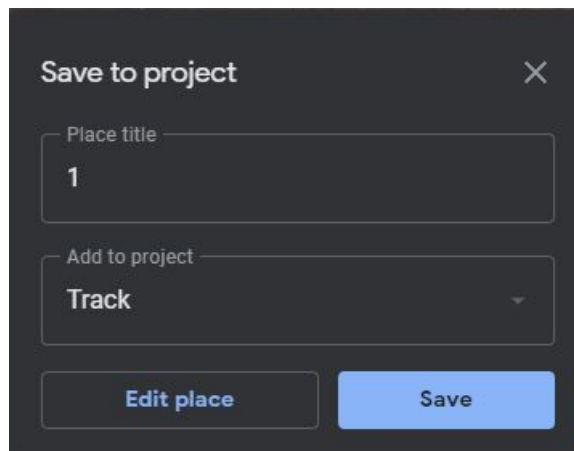 Save to project
Place title
1
Add to project
Track
Edit place
Save